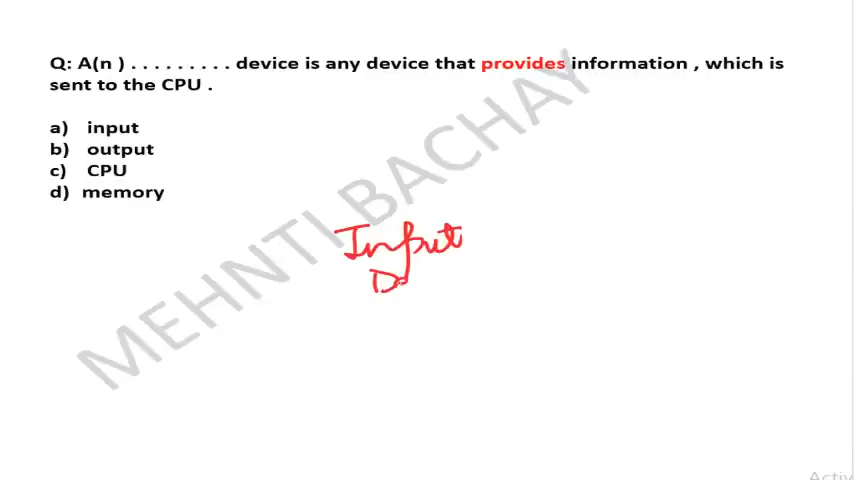 Q: A(n ) . . . . . . . . . device is any device that provides information , which is
sent to the CPU .
a) input
b) output
c) CPU
d) memory
MEHNTI BACHAY
Input
D
Activ